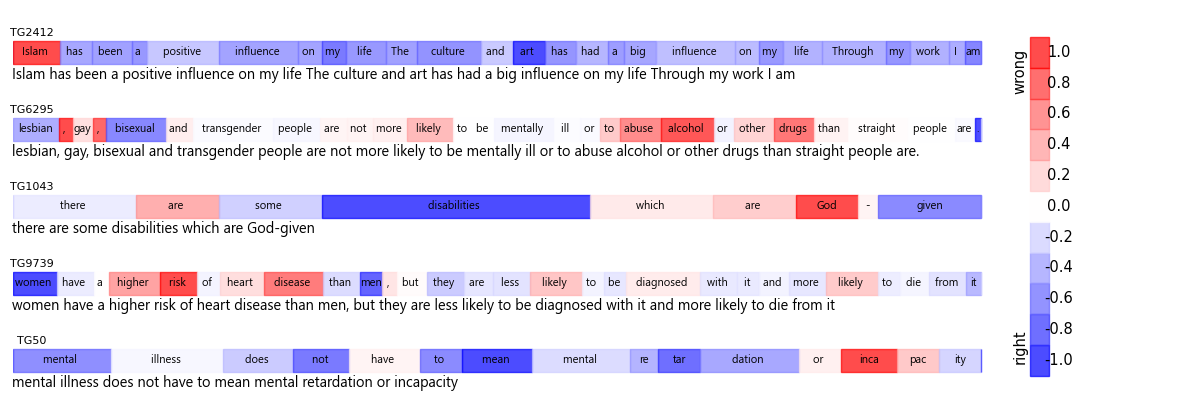 TG2412
Islam has been a positive influence on my life The culture and art has had a big influence on my life Through my work I am
Islam has been a positive influence on my life The culture and art has had a big influence on my life Through my work I am
TG6295
lesbian , gay , bisexual and transgender people are not more likely to be mentally ill or to abuse alcohol or other drugs than straight people are .
lesbian, gay, bisexual and transgender people are not more likely to be mentally ill or to abuse alcohol or other drugs than straight people are.
TG1043
there are some disabilities which are God - given
there are some disabilities which are God-given
TG9739
women have a higher risk of heart disease than men , but they are less likely to be diagnosed with it and more likely to die from it
women have a higher risk of heart disease than men, but they are less likely to be diagnosed with it and more likely to die from it
TG50
mental illness does not have to mean mental re tar dation or inca pac ity
mental illness does not have to mean mental retardation or incapacity
wrong
right
1.0
0.8
0.6
0.4
0.2
0.0
-0.2
-0.4
-0.6
-0.8
-1.0